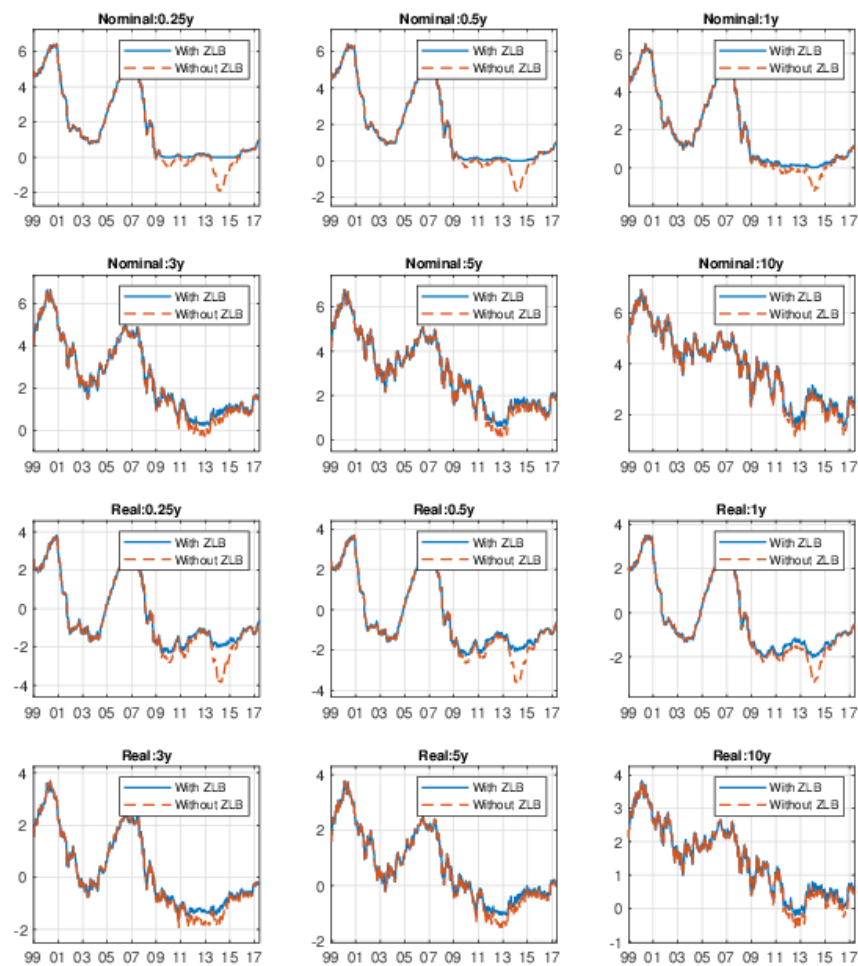 Nominal:0.25y
With ZLB
Without ZLB
6
4
2
0
-2
99 01 03 05 07 09 11 13 15 17
Nominal:0.5y
With ZLB
Without ZLB
6
4
2
0
-2
99 01 03 05 07 09 11 13 15 17
Nominal:1y
With ZLB
Without ZLB
6
4
2
0
99 01 03 05 07 09 11 13 15 17
Nominal:3y
With ZLB
Without ZLB
6
4
2
0
99 01 03 05 07 09 11 13 15 17
Nominal:5y
With ZLB
Without ZLB
6
4
2
0
99 01 03 05 07 09 11 13 15 17
Nominal:10y
With ZLB
Without ZLB
6
4
2
99 01 03 05 07 09 11 13 15 17
Real:0.25y
With ZLB
Without ZLB
4
2
0
-2
-4
99 01 03 05 07 09 11 13 15 17
Real:0.5y
With ZLB
Without ZLB
4
2
0
-2
-4
99 01 03 05 07 09 11 13 15 17
Real:1y
With ZLB
Without ZLB
4
2
0
-2
99 01 03 05 07 09 11 13 15 17
Real:3y
With ZLB
Without ZLB
4
2
0
-2
99 01 03 05 07 09 11 13 15 17
Real:5y
With ZLB
Without ZLB
4
2
0
-2
99 01 03 05 07 09 11 13 15 17
Real:10y
With ZLB
Without ZLB
4
3
2
1
0
-1
99 01 03 05 07 09 11 13 15 17